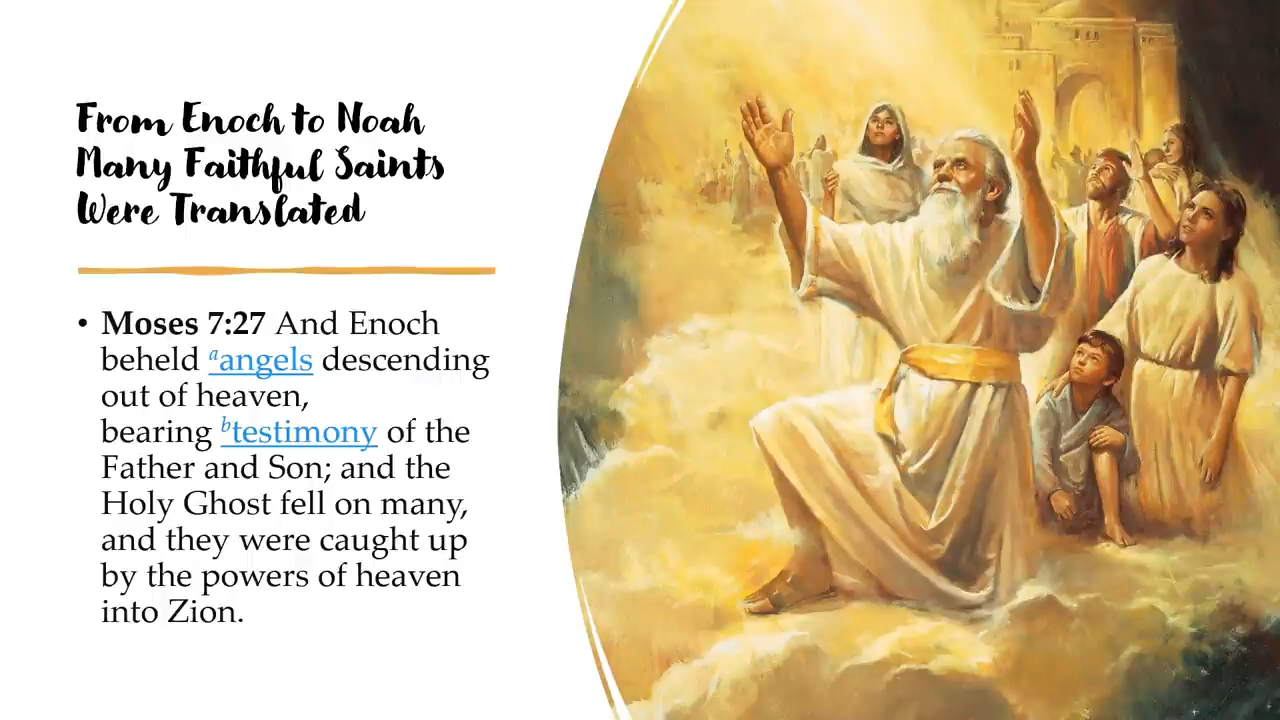 From Enoch to Noah
Many Faithful Saints
Were Translated
• Moses 7:27 And Enoch
beheld aangels descending
out of heaven,
bearing btestimony of the
Father and Son; and the
Holy Ghost fell on many,
and they were caught up
by the powers of heaven
into Zion.